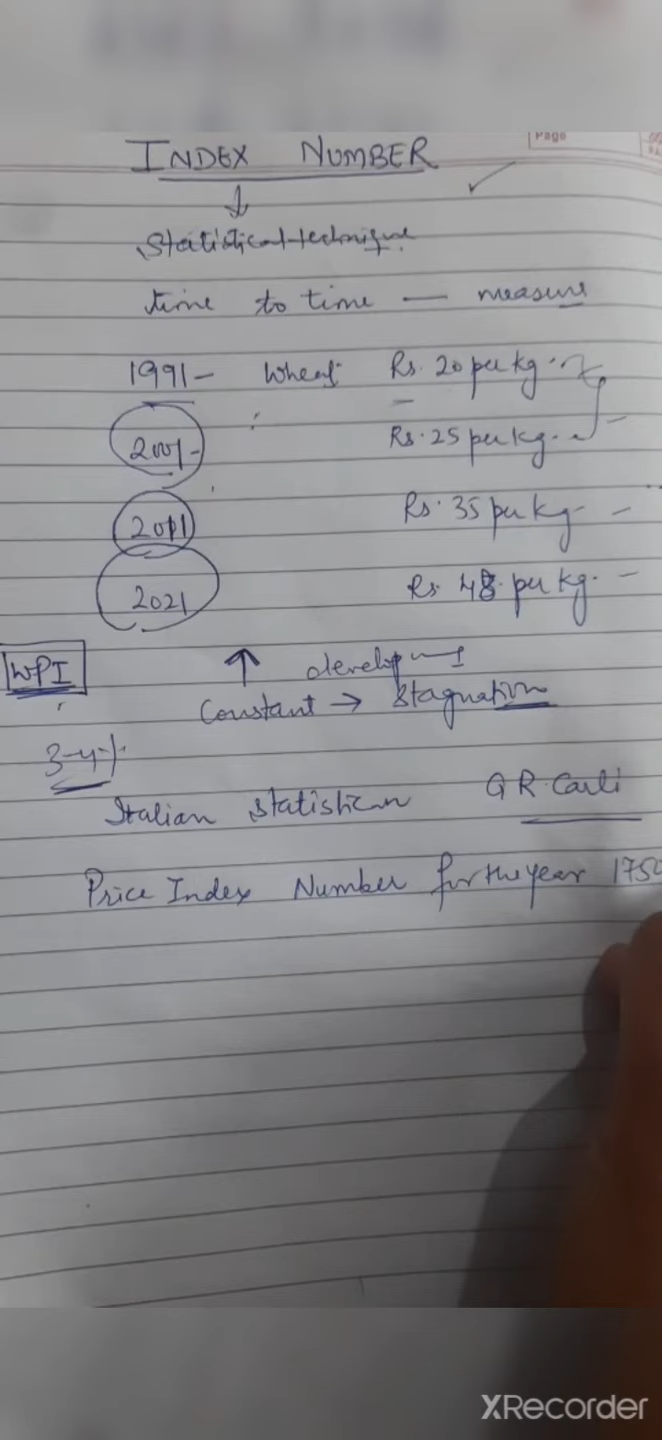 Page
INDEX NUMBER
↓
Statistical technique
time to time — measure
1991 – Wheat Rs. 20 per kg.
2001 – Rs. 25 per kg.
2011 Rs. 35 per kg –
2021 Rs. 48 per kg. –
WPI ↑ development
Constant → Stagnation
3-4%
Italian statistican G R. Carli
Price Index Number for the year 1750
XRecorder